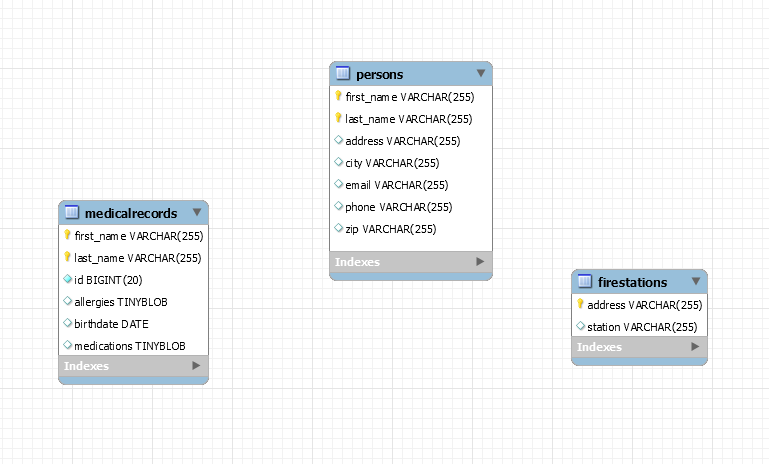 persons
first_name VARCHAR(255)
last_name VARCHAR(255)
address VARCHAR(255)
city VARCHAR(255)
email VARCHAR(255)
phone VARCHAR(255)
zip VARCHAR(255)
Indexes
medicalrecords
first_name VARCHAR(255)
last_name VARCHAR(255)
id BIGINT(20)
allergies TINYBLOB
birthdate DATE
medications TINYBLOB
Indexes
firestations
address VARCHAR(255)
station VARCHAR(255)
Indexes